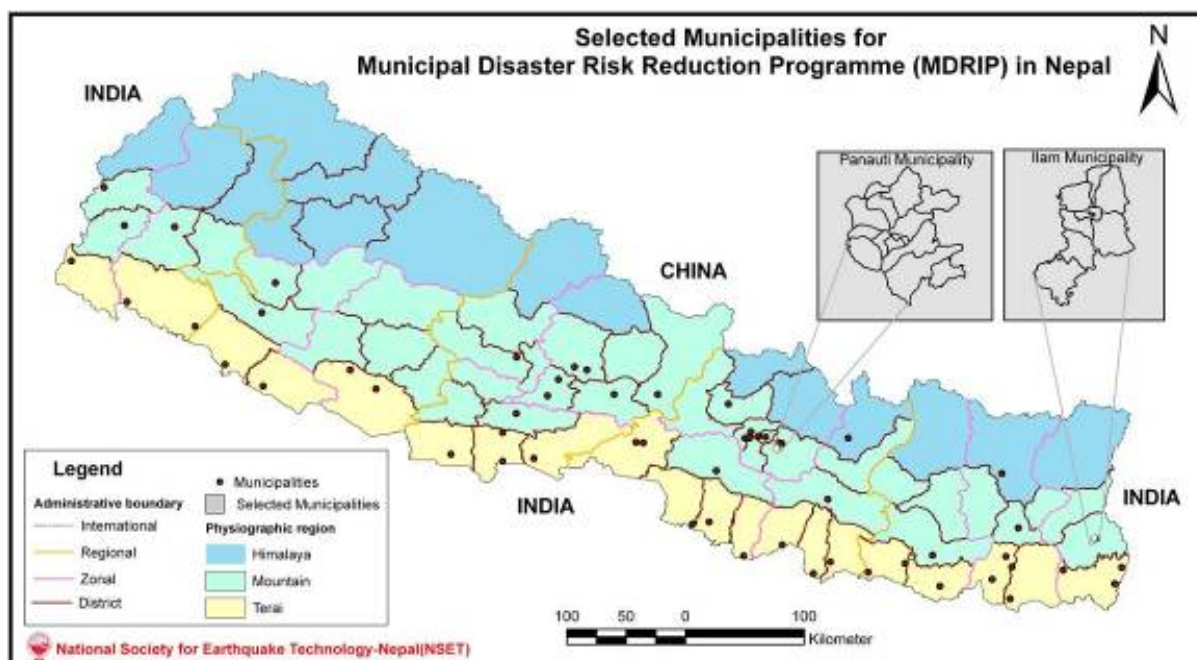 Selected Municipalities for
Municipal Disaster Risk Reduction Programme (MDRIP) in Nepal
N
INDIA
Panauti Municipality
Ilam Municipality
CHINA
INDIA
INDIA
Legend
Administrative boundary
International
Regional
Zonal
District
Municipalities
Selected Municipalities
Physiographic region
Himalaya
Mountain
Terai
100 50 0 100
Kilometer
National Society for Earthquake Technology-Nepal(NSET)